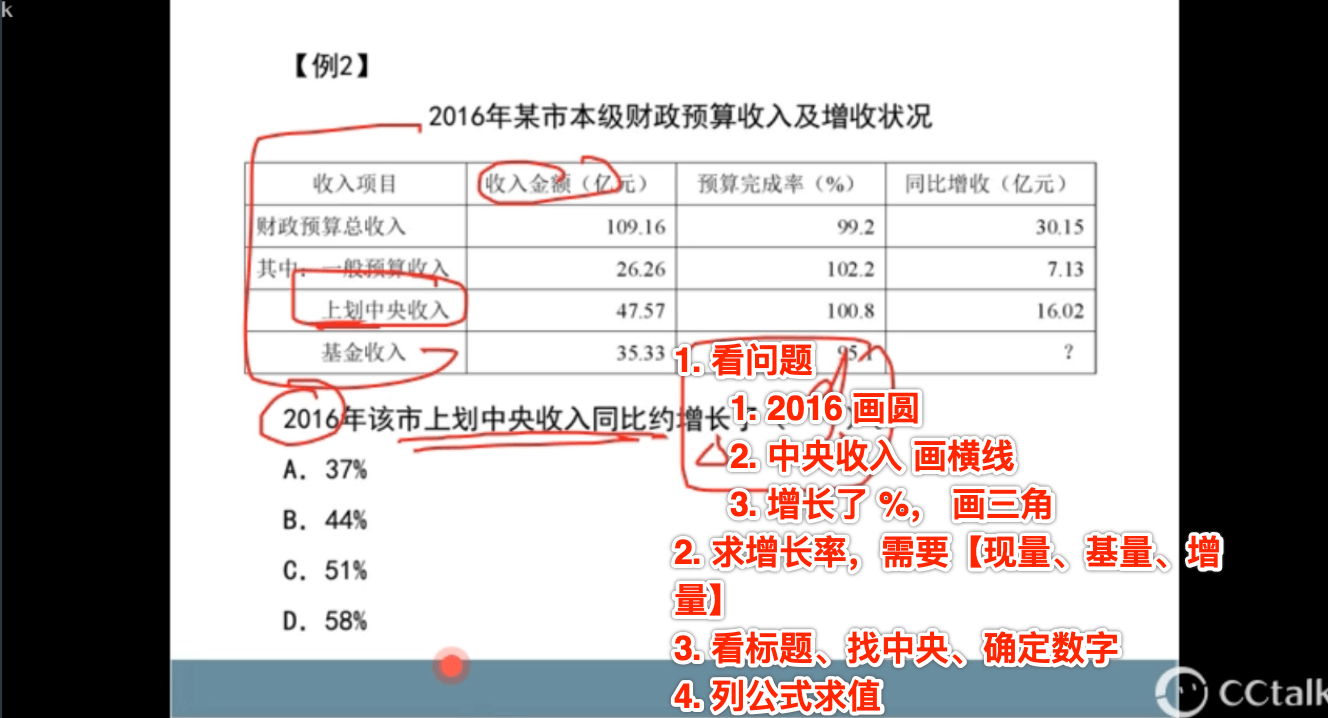 k
【例2】
2016年某市本级财政预算收入及增收状况
收入项目 收入金额（亿元） 预算完成率（%） 同比增收（亿元）
财政预算总收入 109.16 99.2 30.15
其中：一般预算收入 26.26 102.2 7.13
上划中央收入 47.57 100.8 16.02
基金收入 35.33 95.1 ？
2016年该市上划中央收入同比约增长了（
A. 37%
B. 44%
C. 51%
D. 58%
1. 看问题
1. 2016 画圆
2. 中央收入 画横线
3. 增长了 %， 画三角
2. 求增长率，需要【现量、基量、增
量】
3. 看标题、找中央、确定数字
4. 列公式求值
CCtalk